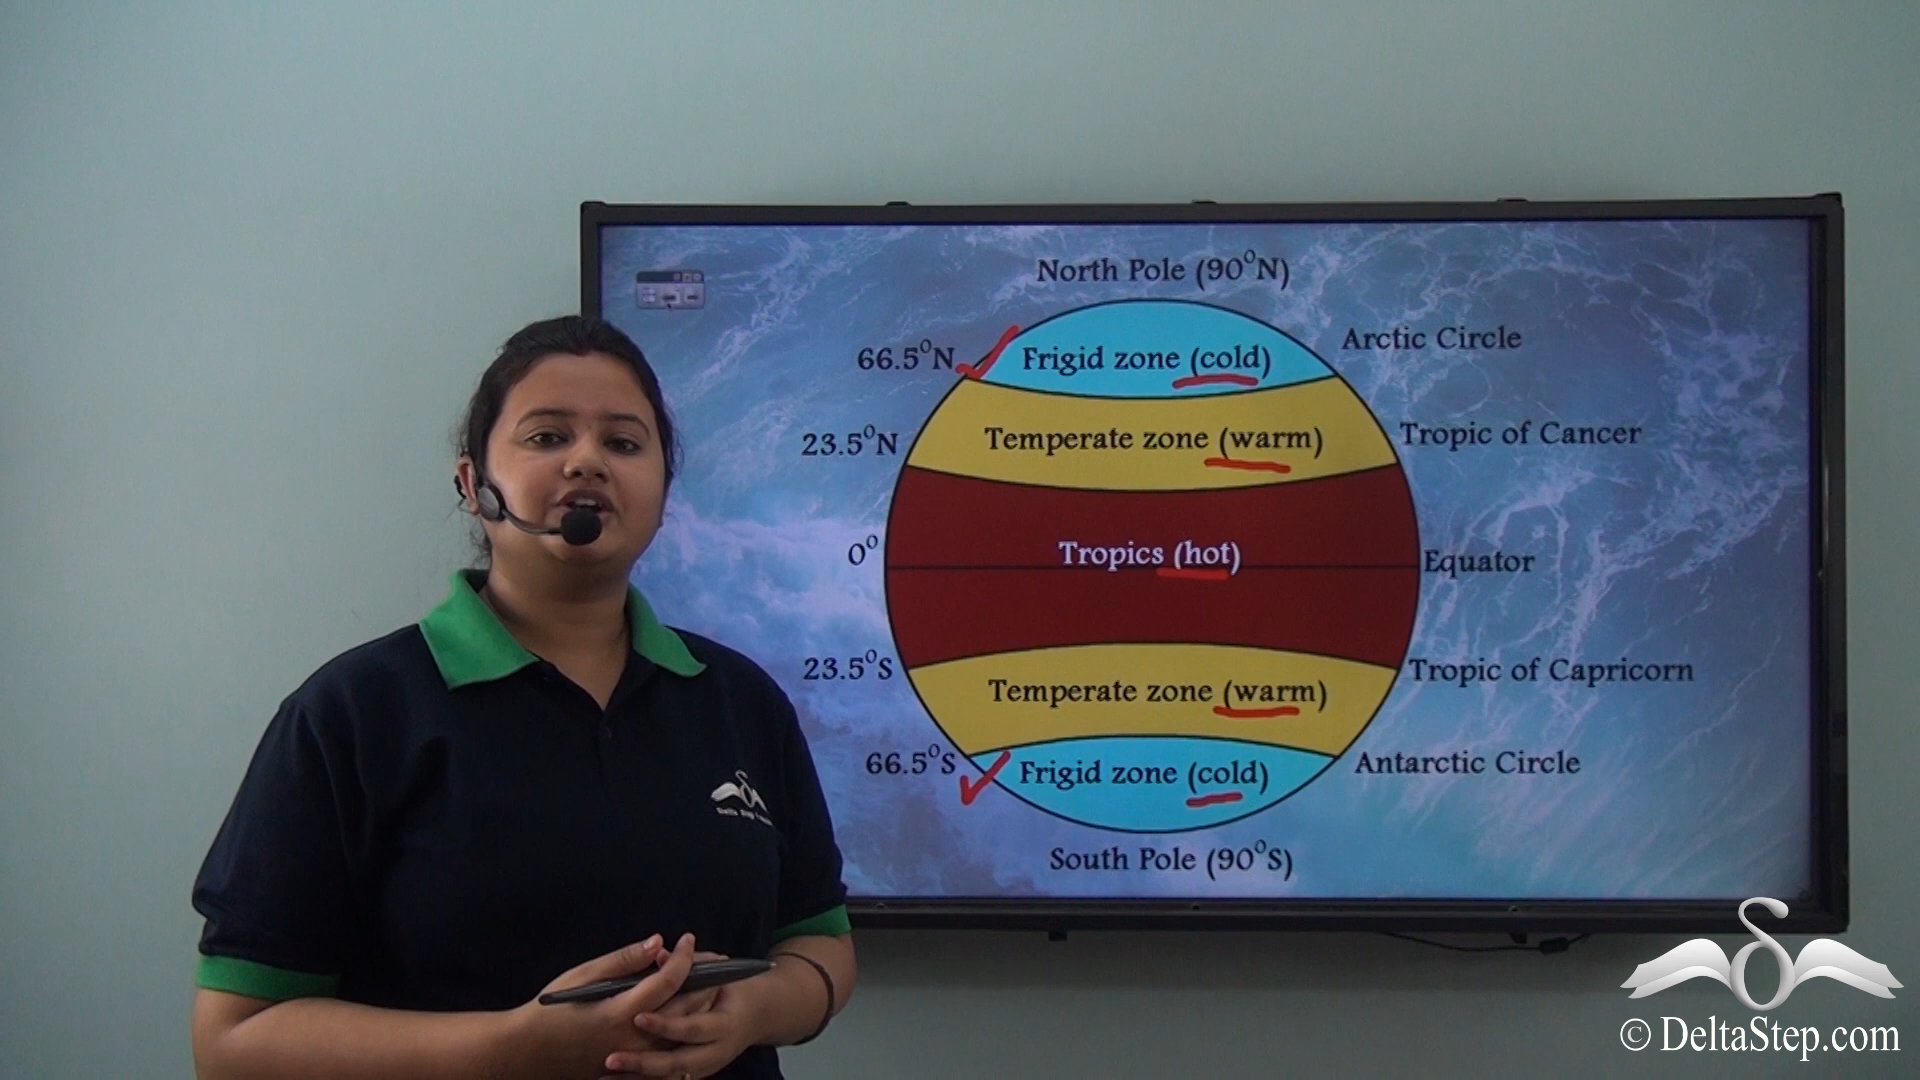 North Pole (90°N)
Arctic Circle
66.5°N
Frigid zone (cold)
23.5°N
Temperate zone (warm)
Tropic of Cancer
0°
Tropics (hot)
Equator
23.5°S
Temperate zone (warm)
Tropic of Capricorn
66.5°S
Frigid zone (cold)
Antarctic Circle
South Pole (90°S)
Delta Step
© DeltaStep.com